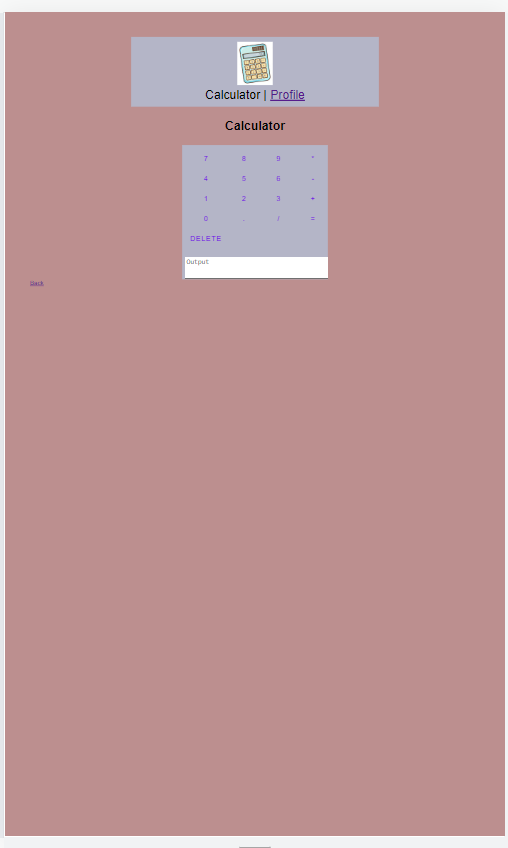 Calculator | Profile
Calculator
7 8 9 *
4 5 6 -
1 2 3 +
0 . / =
DELETE
Output
Back